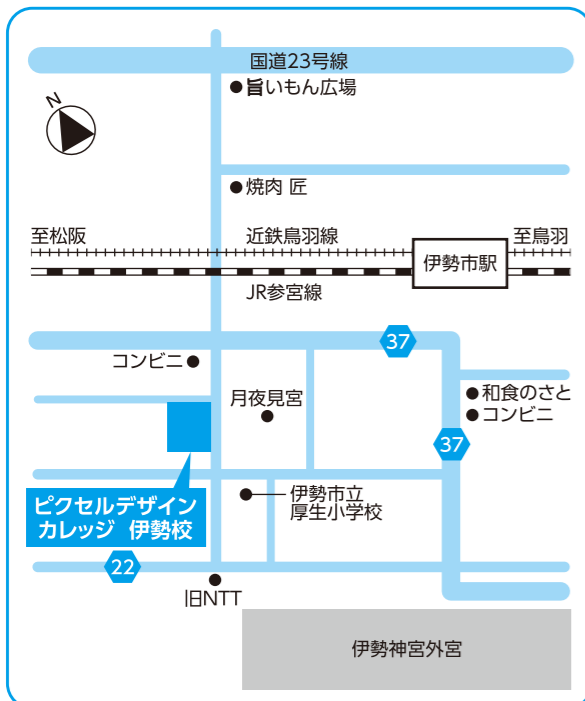 国道23号線
旨いもん広場
N
焼肉 匠
至松阪
近鉄鳥羽線
至鳥羽
伊勢市駅
JR参宮線
37
コンビニ
月夜見宮
和食のさと
コンビニ
37
ピクセルデザイン
カレッジ 伊勢校
伊勢市立
厚生小学校
22
旧NTT
伊勢神宮外宮